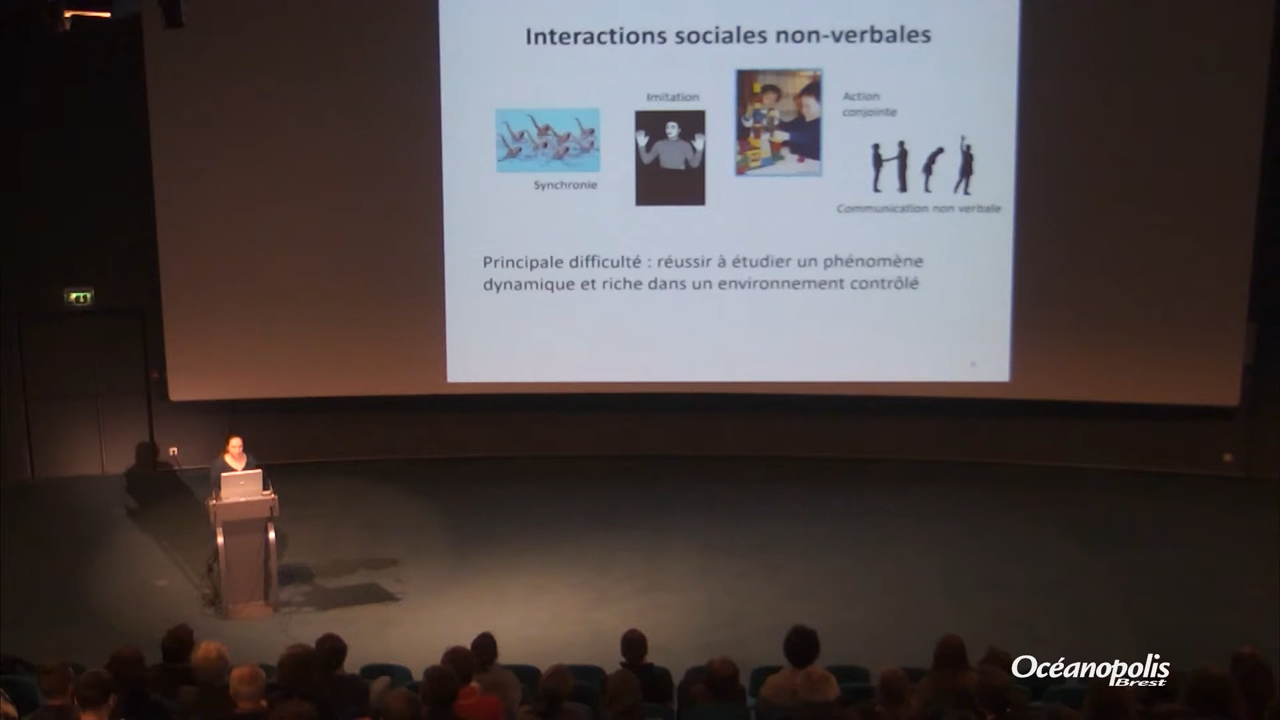 Interactions sociales non-verbales
Imitation
Action
conjointe
Synchronie
Communication non verbale
Principale difficulté : réussir à étudier un phénomène
dynamique et riche dans un environnement contrôlé
Océanopolis
Brest